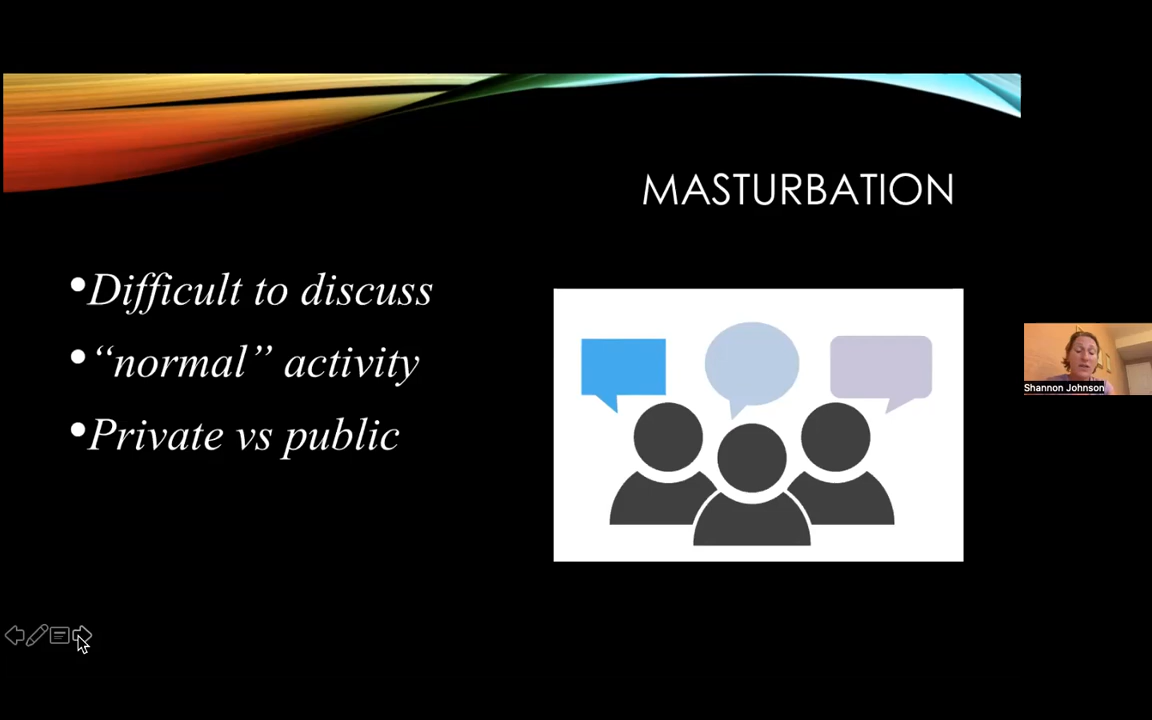 MASTURBATION
•Difficult to discuss
•“normal” activity
•Private vs public
Shannon Johnson